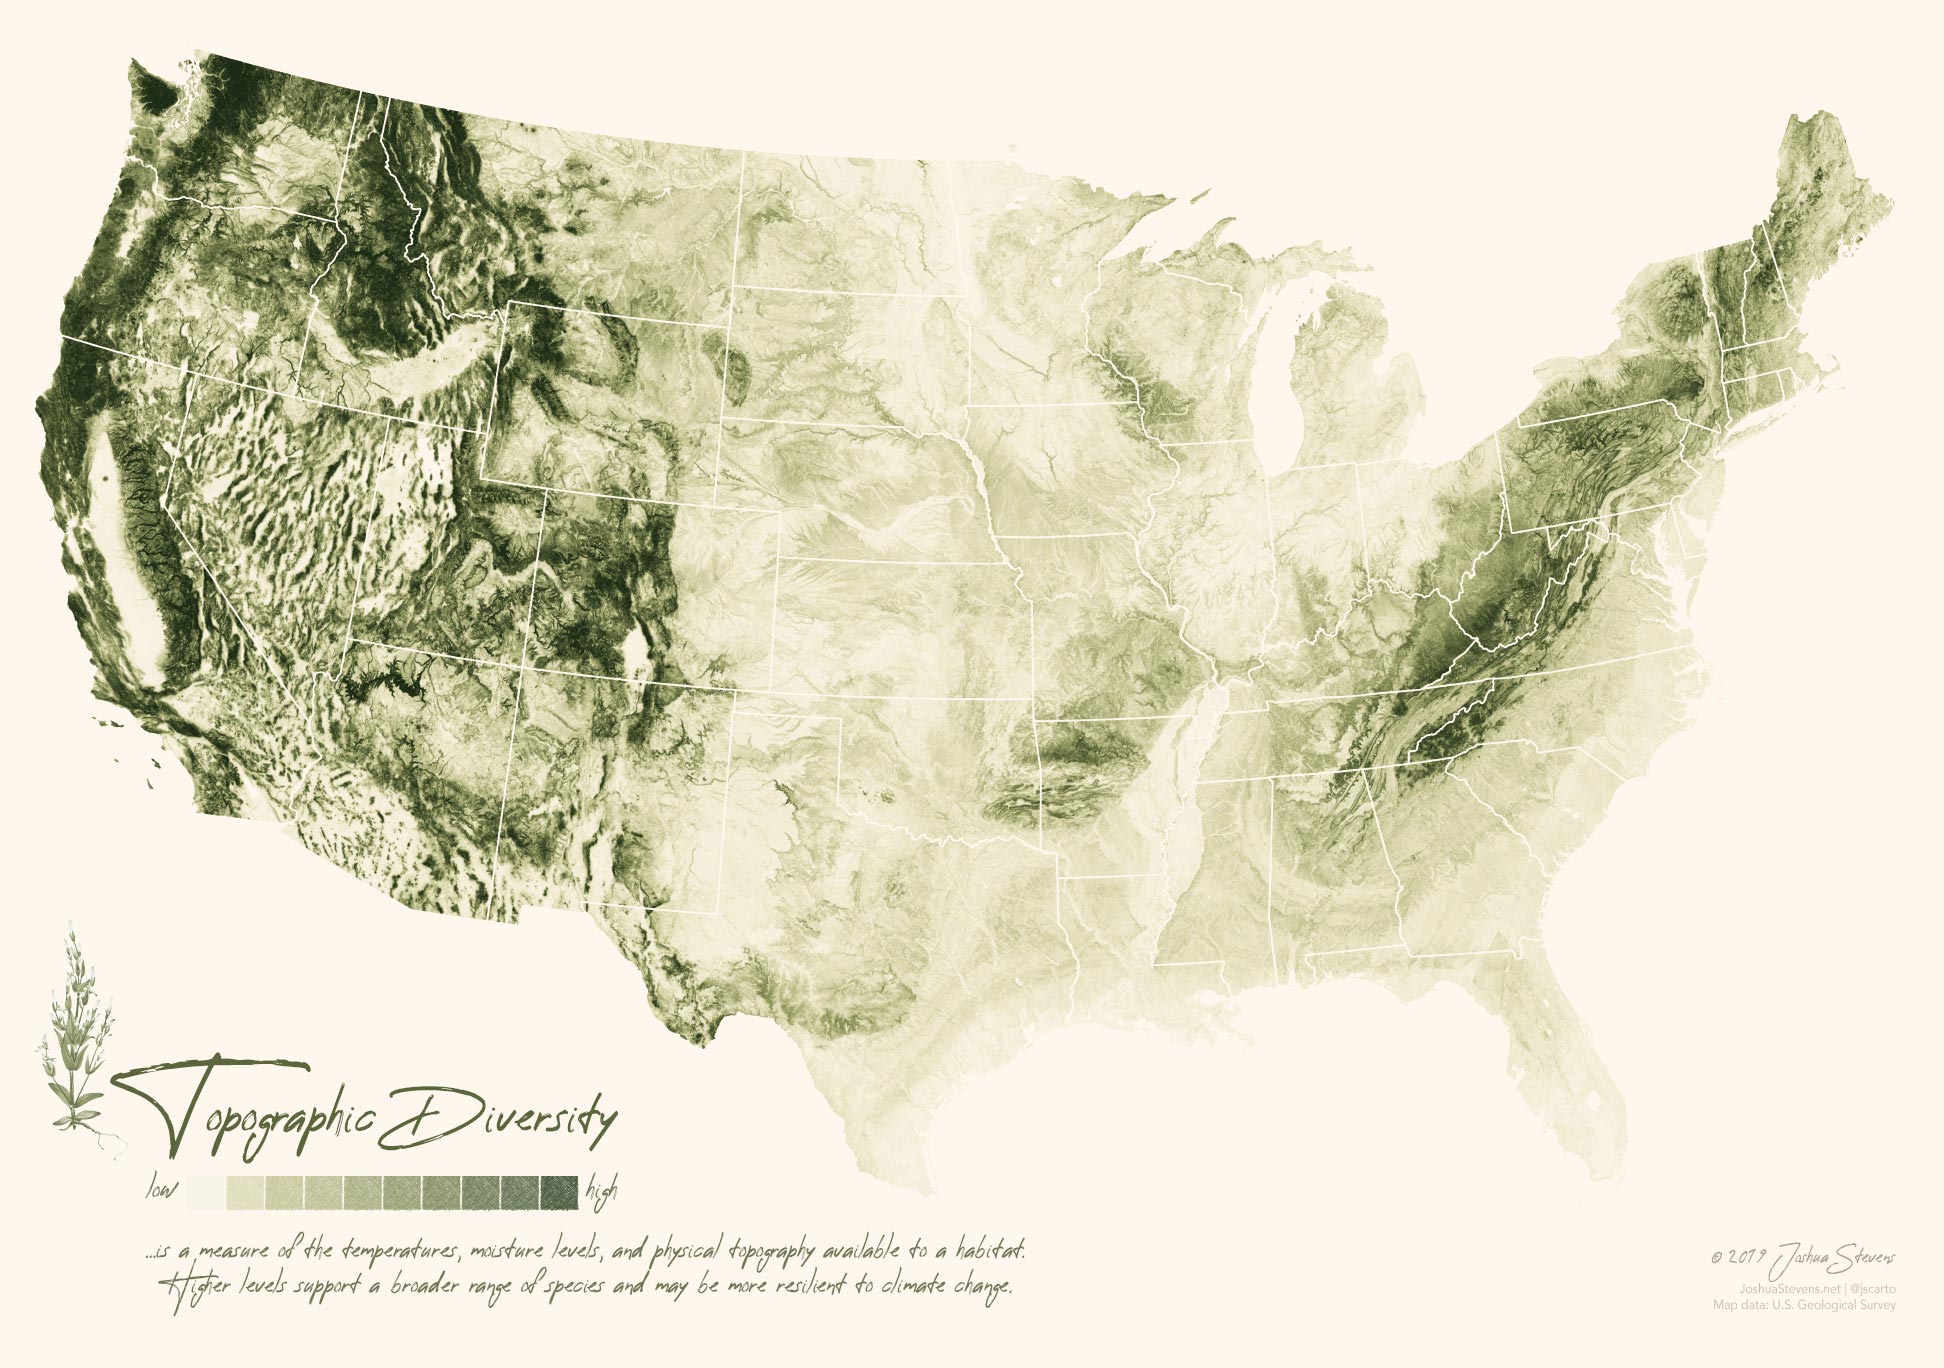 Topographic Diversity
low high
...is a measure of the temperatures, moisture levels, and physical topography available to a habitat.
Higher levels support a broader range of species and may be more resilient to climate change.
© 2019 Joshua Stevens
JoshuaStevens.net | @jscarto
Map data: U.S. Geological Survey